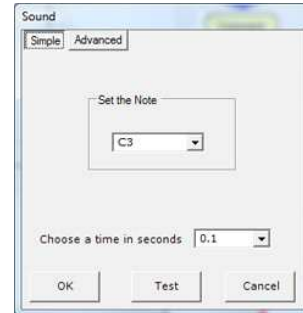 Sound
Simple Advanced
Set the Note
C3
Choose a time in seconds 0.1
OK Test Cancel